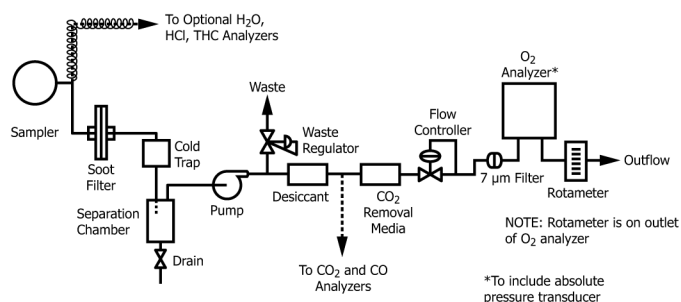 To Optional H₂O,
HCl, THC Analyzers
Sampler
Soot
Filter
Cold
Trap
Separation
Chamber
Drain
Pump
Waste
Waste
Regulator
Desiccant
To CO₂ and CO
Analyzers
CO₂
Removal
Media
Flow
Controller
7 µm Filter
O₂
Analyzer*
Rotameter
Outflow
NOTE: Rotameter is on outlet
of O₂ analyzer
*To include absolute
pressure transducer